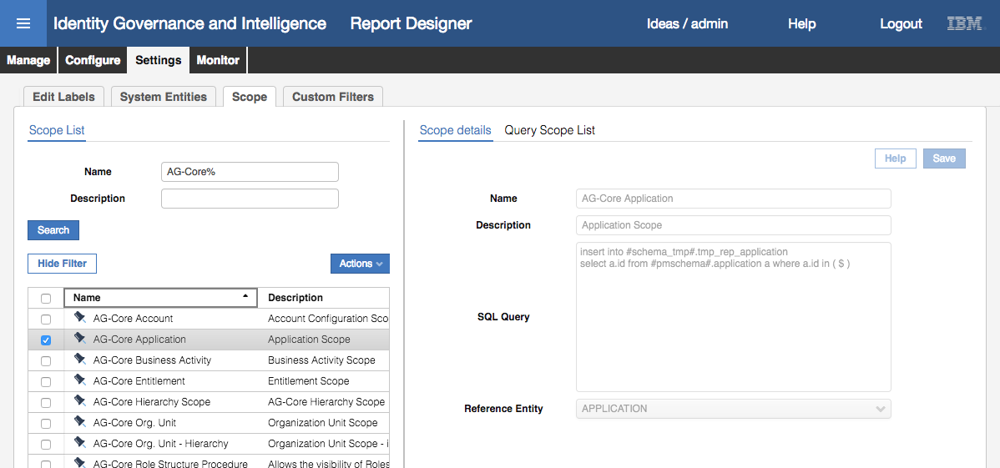 Identity Governance and Intelligence Report Designer Ideas / admin Help Logout IBM
Manage Configure Settings Monitor
Edit Labels System Entities Scope Custom Filters
Scope List
Name AG-Core%
Description
Search
Hide Filter Actions
Name Description
AG-Core Account Account Configuration Sco
AG-Core Application Application Scope
AG-Core Business Activity Business Activity Scope
AG-Core Entitlement Entitlement Scope
AG-Core Hierarchy Scope AG-Core Hierarchy Scope
AG-Core Org. Unit Organization Unit Scope
AG-Core Org. Unit - Hierarchy Organization Unit Scope - i
AG-Core Role Structure Procedure Allows the visibility of Roles
Scope details Query Scope List
Help Save
Name AG-Core Application
Description Application Scope
SQL Query
insert into #schema_tmp#.tmp_rep_application
select a.id from #pmschema#.application a where a.id in ( $ )
Reference Entity APPLICATION